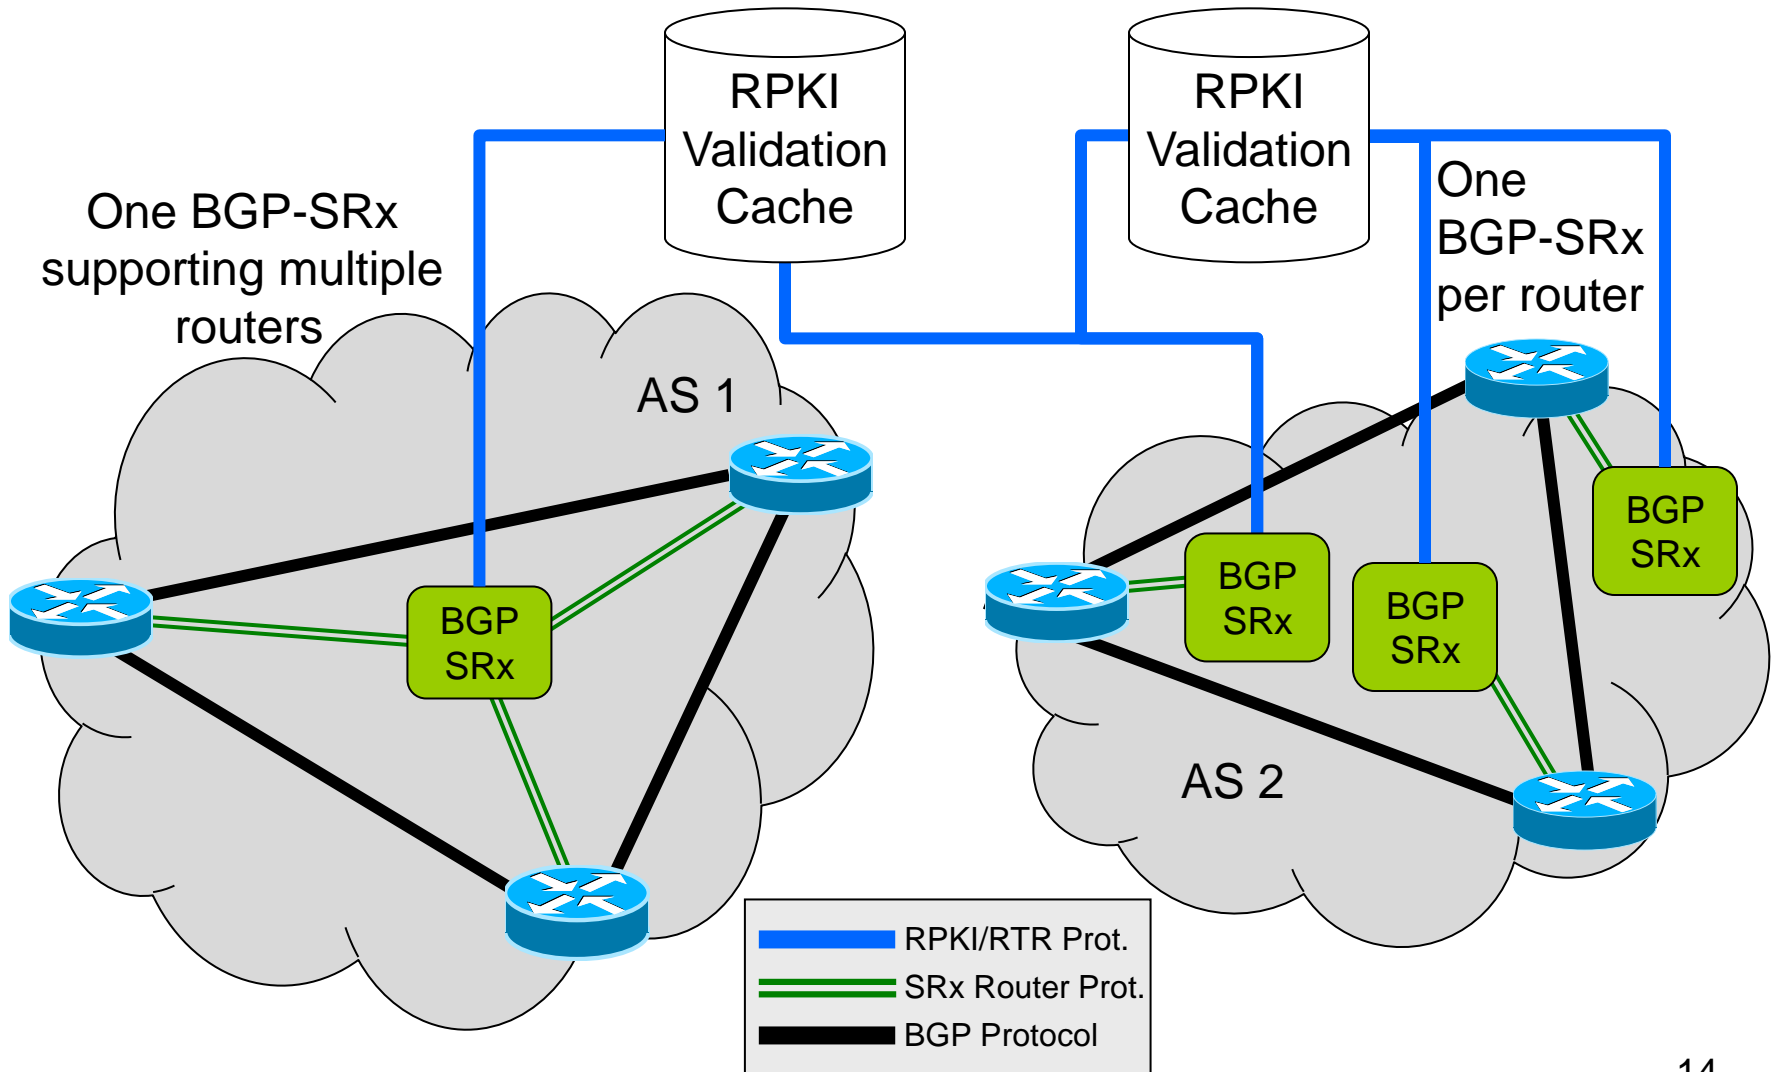 RPKI
Validation
Cache
RPKI
Validation
Cache
One BGP-SRx
supporting multiple
routers
One
BGP-SRx
per router
AS 1
BGP
SRx
BGP
SRx
BGP
SRx
BGP
SRx
AS 2
RPKI/RTR Prot.
SRx Router Prot.
BGP Protocol
14